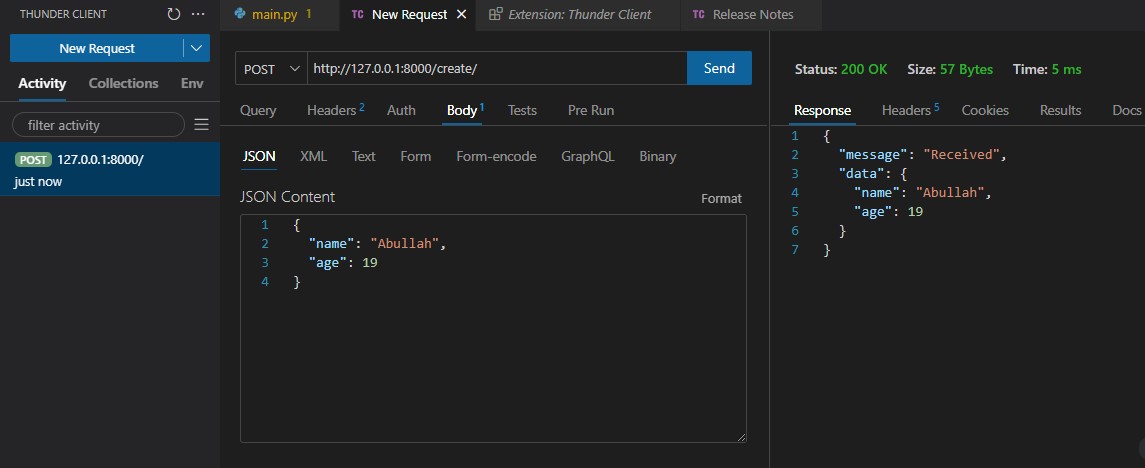 THUNDER CLIENT
New Request
Activity Collections Env
filter activity
POST 127.0.0.1:8000/
just now
main.py 1
TC New Request
Extension: Thunder Client
TC Release Notes
POST http://127.0.0.1:8000/create/ Send
Query Headers 2 Auth Body 1 Tests Pre Run
JSON XML Text Form Form-encode GraphQL Binary
JSON Content Format
1 {
2 "name": "Abullah",
3 "age": 19
4 }
Status: 200 OK Size: 57 Bytes Time: 5 ms
Response Headers 5 Cookies Results Docs
1 {
2 "message": "Received",
3 "data": {
4 "name": "Abullah",
5 "age": 19
6 }
7 }